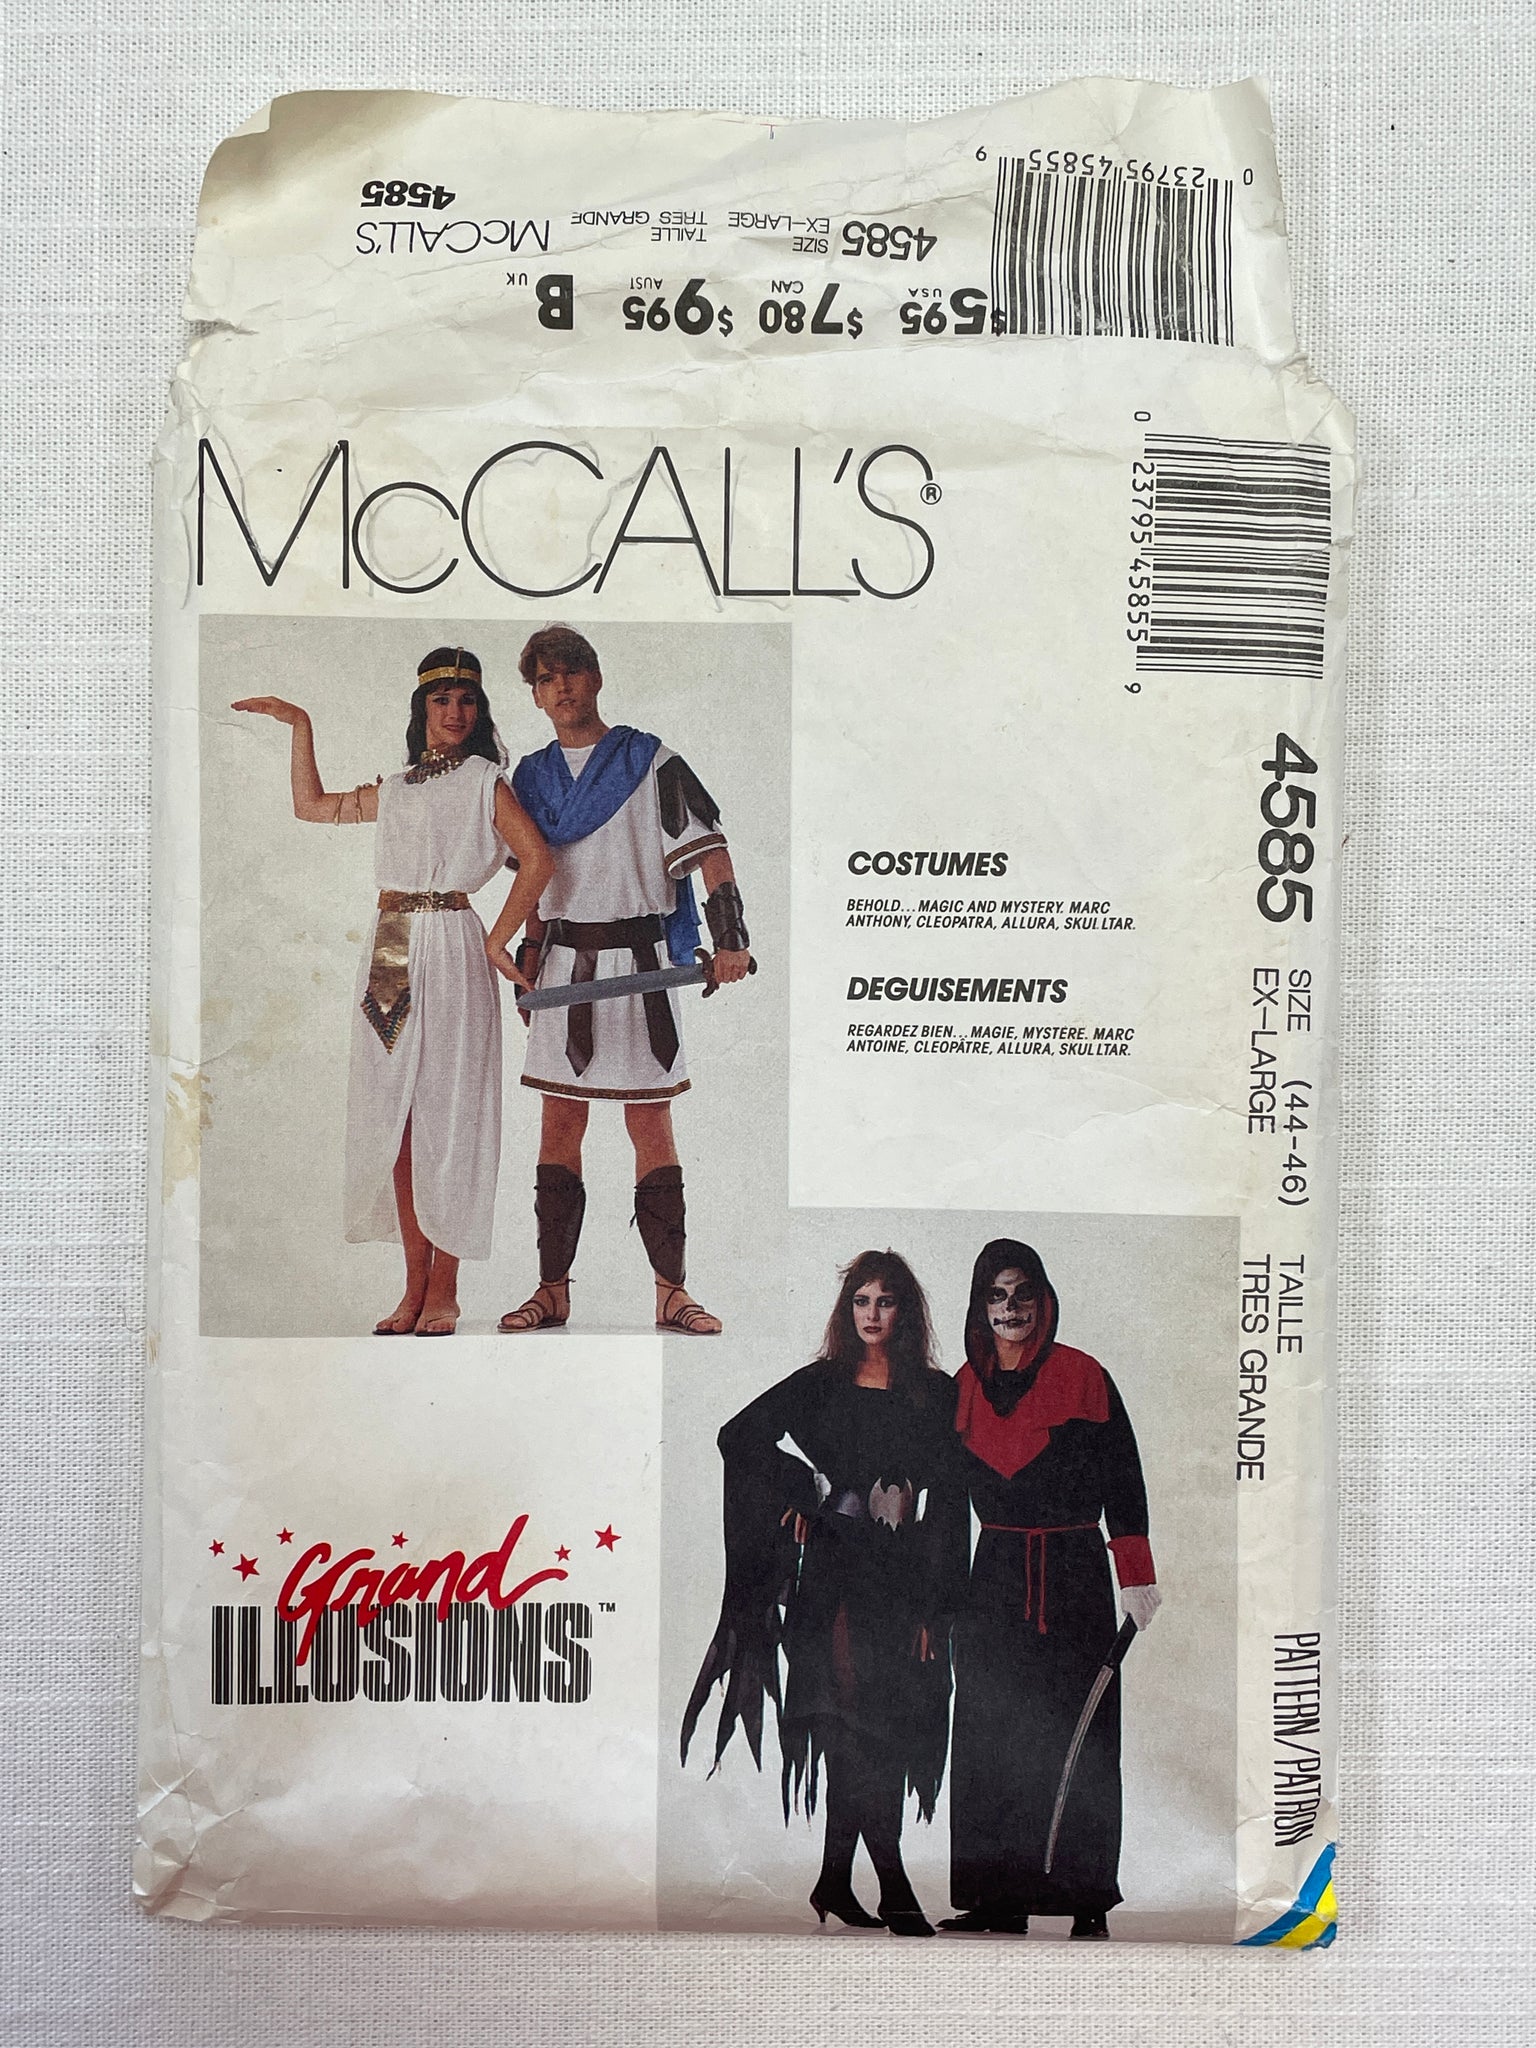 0 23795 45855 9
McCALL'S 4585
SIZE EX-LARGE
TAILLE TRES GRANDE
4585
$5.95 USA $7.80 CAN $9.95 AUST B UK
McCALL'S®
0 23795 45855 9
4585 SIZE (44-46) EX-LARGE TAILLE TRES GRANDE PATTERN/PATRON
COSTUMES
BEHOLD...MAGIC AND MYSTERY. MARC
ANTHONY, CLEOPATRA, ALLURA, SKULLTAR.
DEGUISEMENTS
REGARDEZ BIEN...MAGIE, MYSTERE. MARC
ANTOINE, CLEOPÂTRE, ALLURA, SKULLTAR.
Grand
ILLUSIONS™